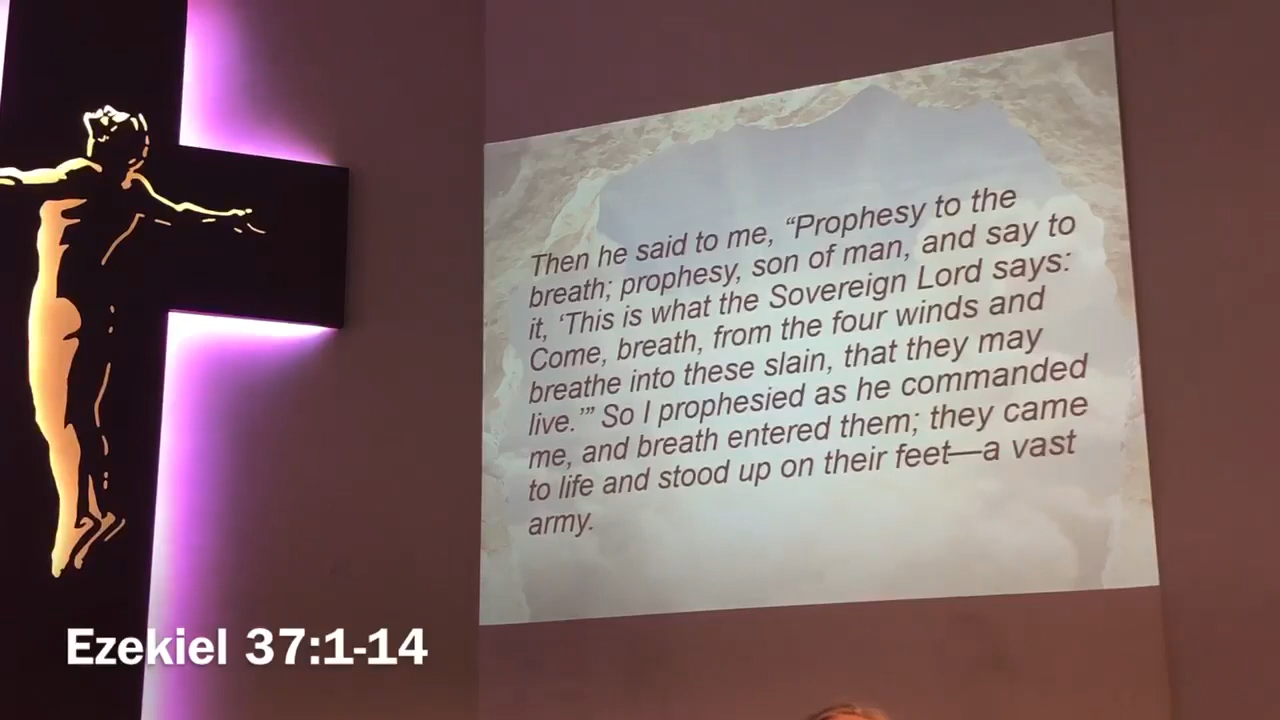 Then he said to me, “Prophesy to the
breath; prophesy, son of man, and say to
it, ‘This is what the Sovereign Lord says:
Come, breath, from the four winds and
breathe into these slain, that they may
live.’” So I prophesied as he commanded
me, and breath entered them; they came
to life and stood up on their feet—a vast
army.
Ezekiel 37:1-14